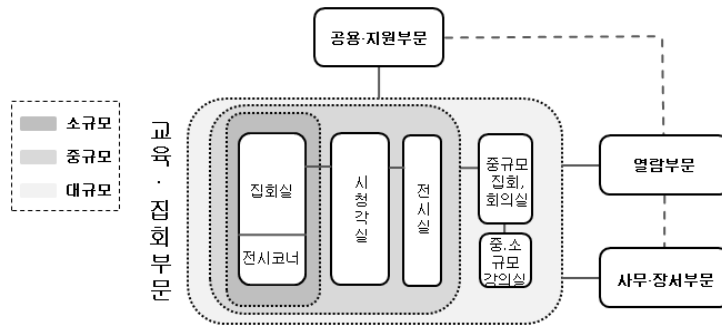 공용·지원부문
소규모
중규모
대규모
교육·집회부문
집회실
전시코너
시청각실
전시실
중규모
집회,
회의실
중.소
규모
강의실
열람부문
사무·장서부문